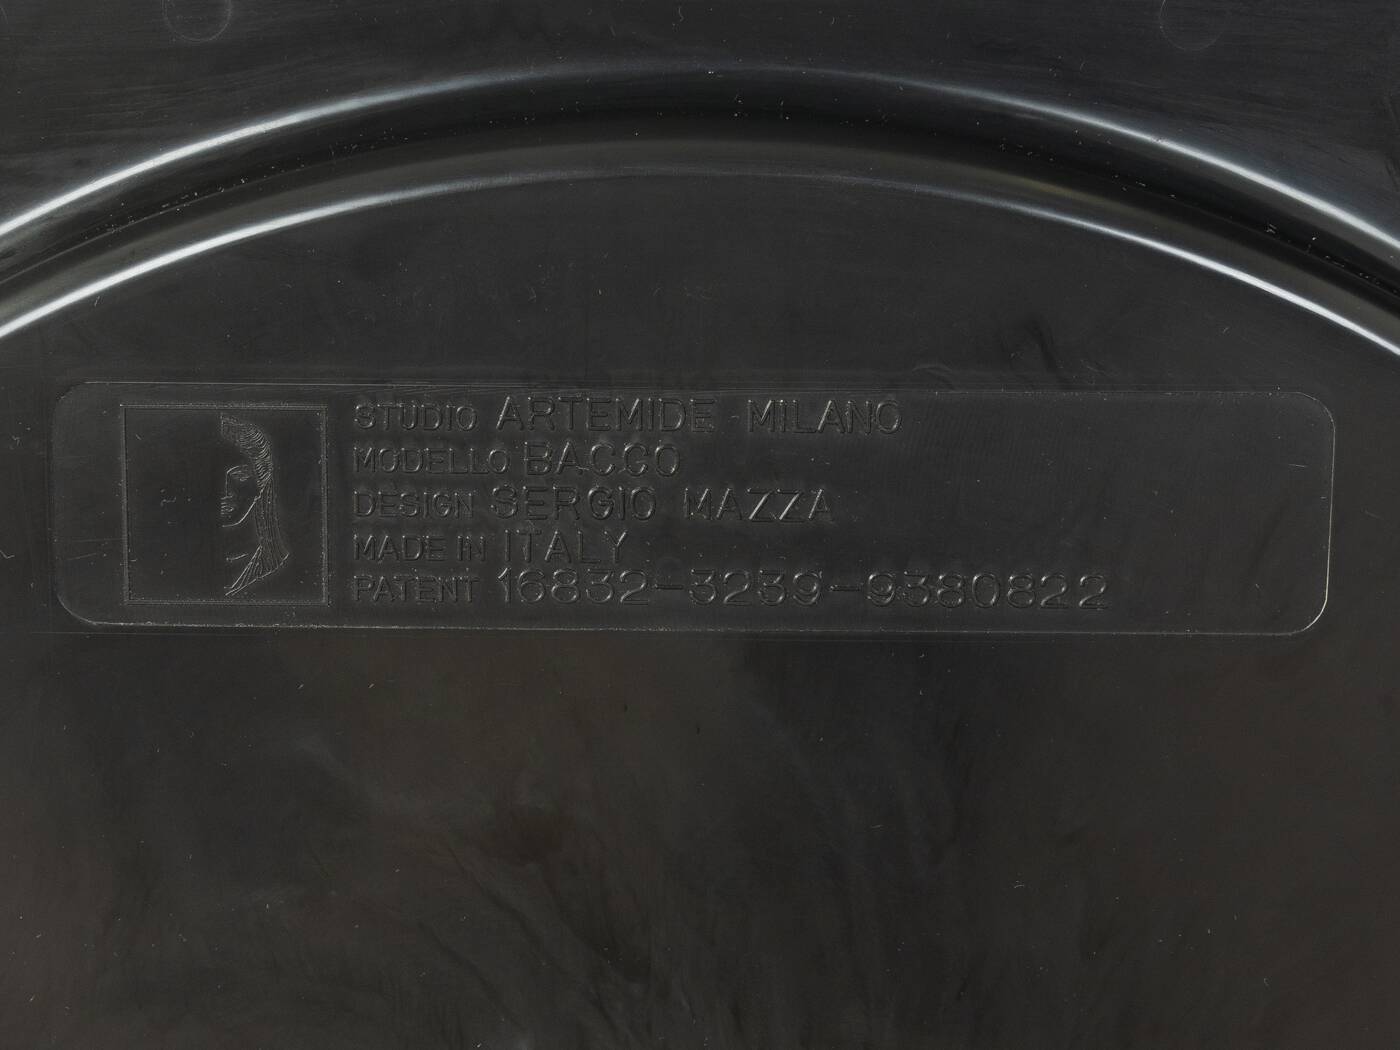 STUDIO ARTEMIDE MILANO
MODELLO BACCO
DESIGN SERGIO MAZZA
MADE IN ITALY
PATENT 16832-3239-9380822